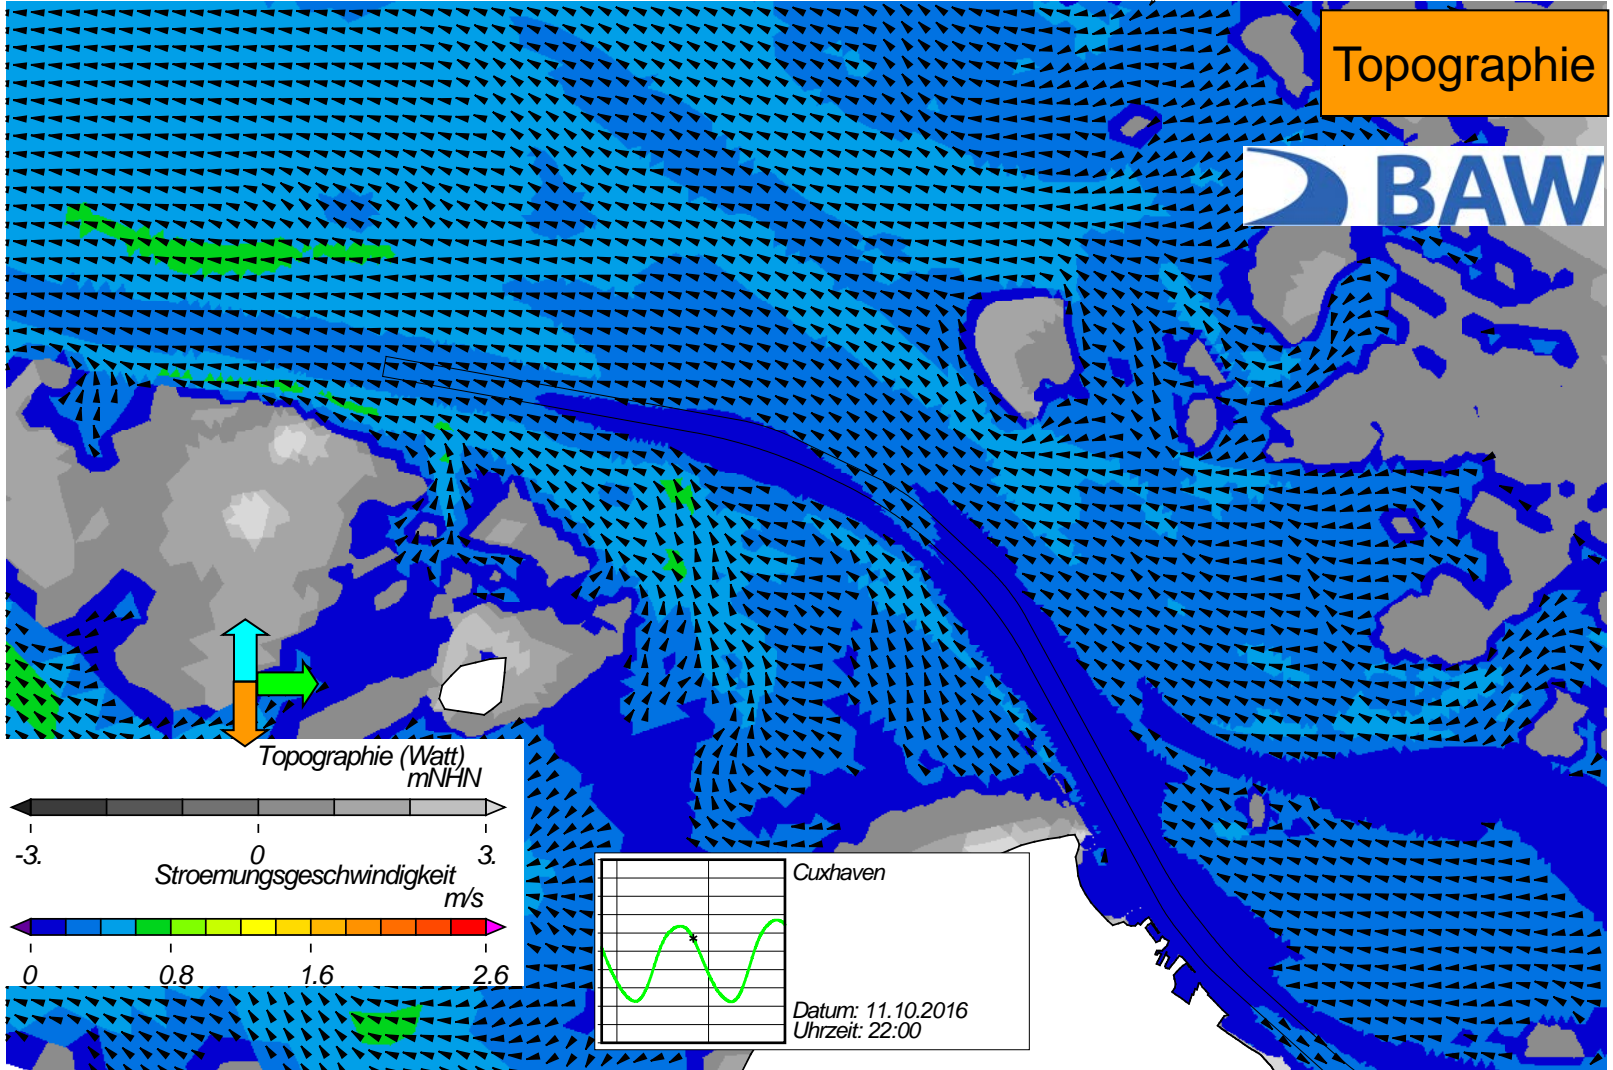 Topographie
BAW
Topographie (Watt)
mNHN
-3. 0 3.
Stroemungsgeschwindigkeit
m/s
0 0.8 1.6 2.6
Cuxhaven
Datum: 11.10.2016
Uhrzeit: 22:00